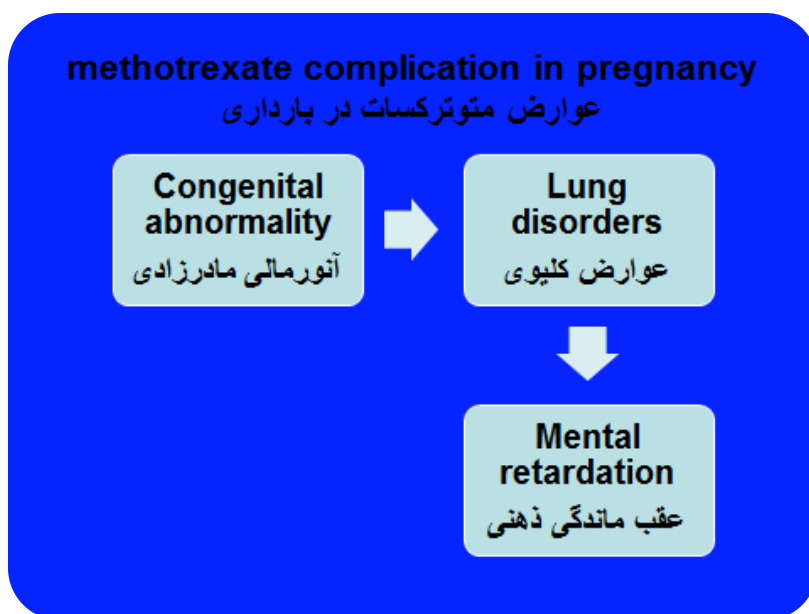 methotrexate complication in pregnancy
عوارض متوترکسات در بارداری
Congenital
abnormality
آنورمالی مادرزادی
Lung
disorders
عوارض کلیوی
Mental
retardation
عقب ماندگی ذهنی